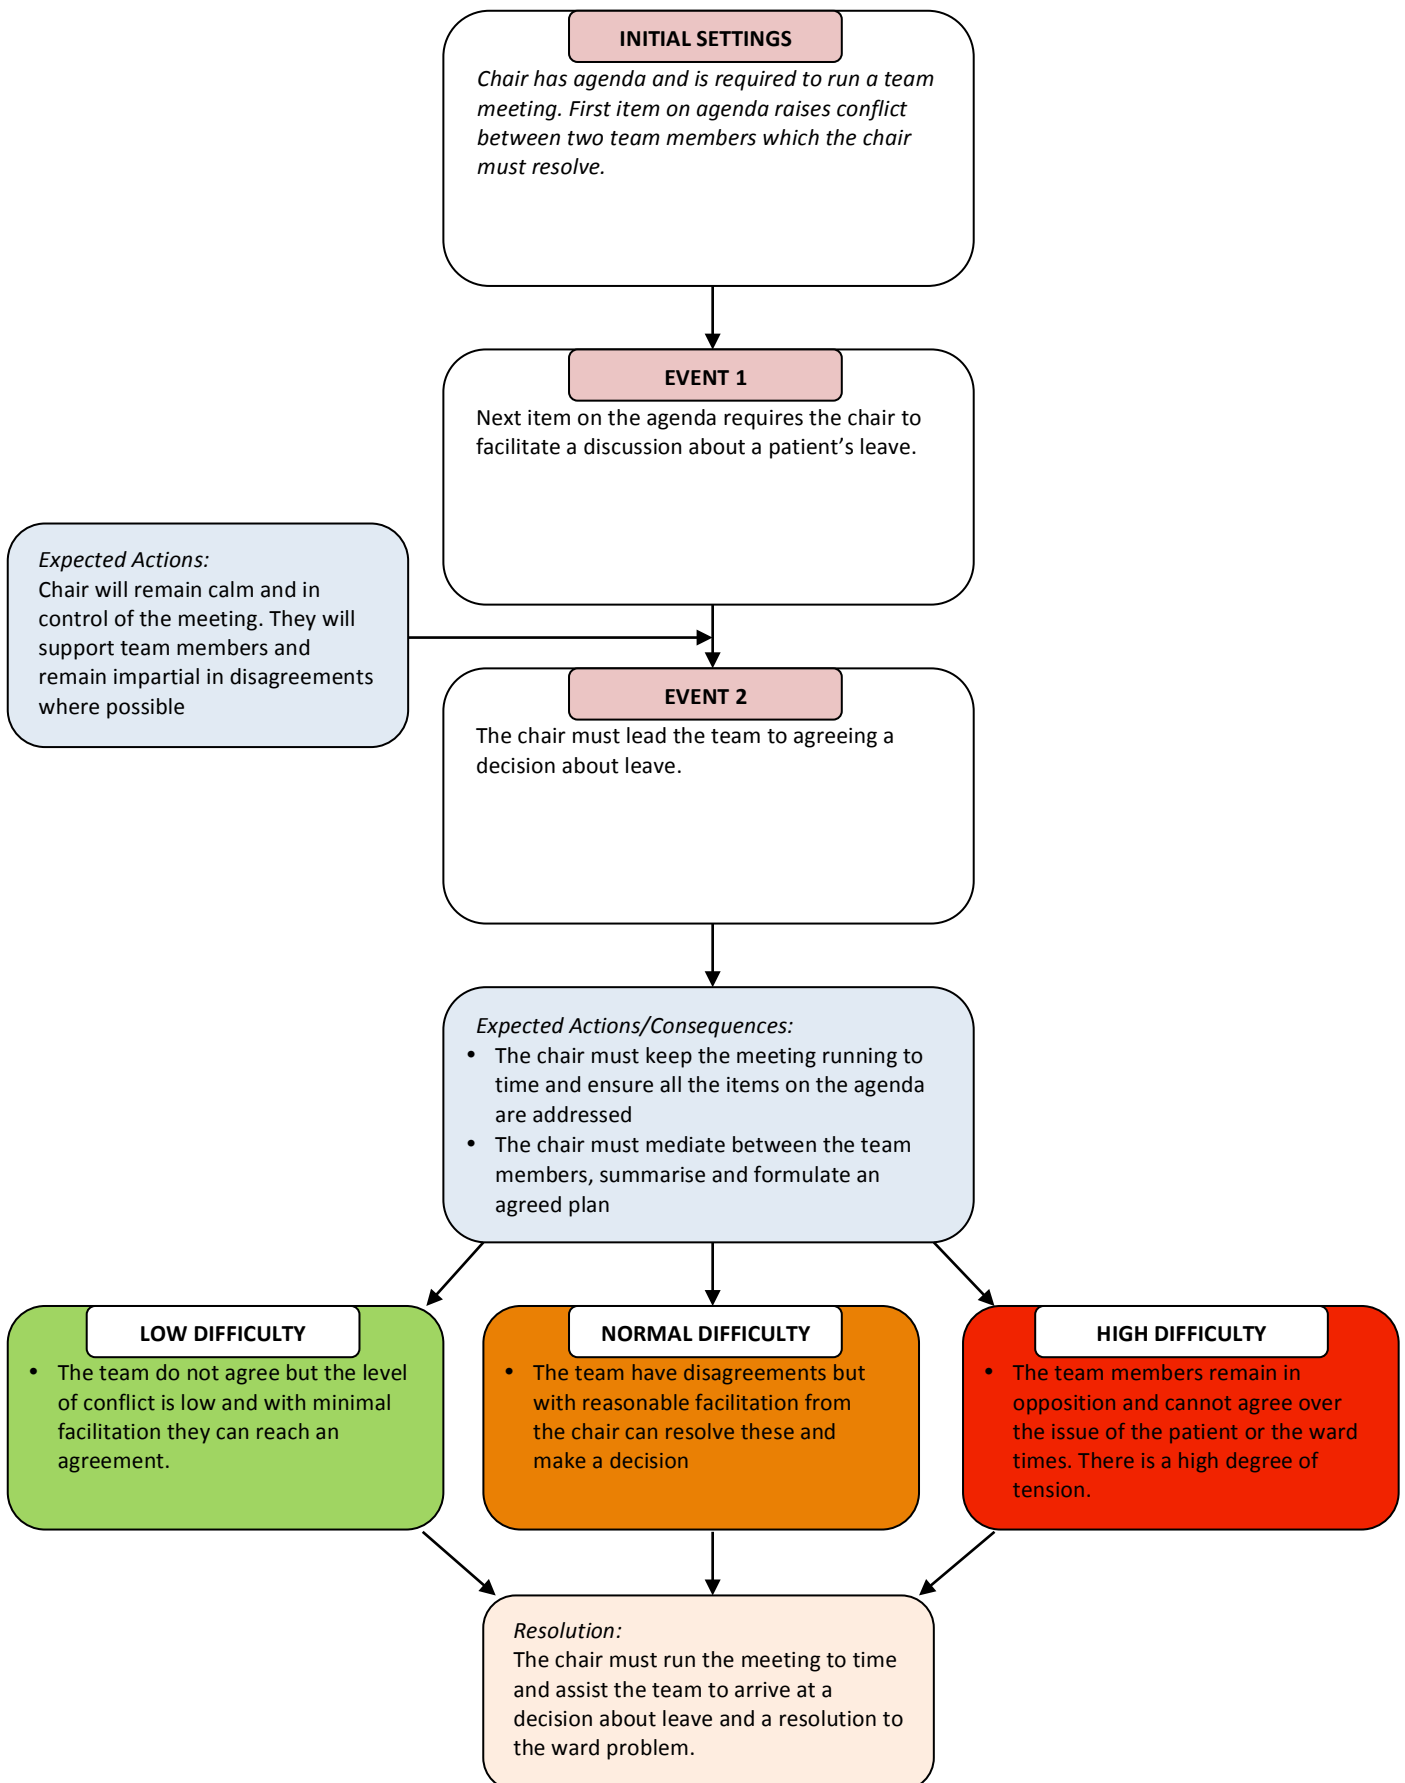 INITIAL SETTINGS
Chair has agenda and is required to run a team
meeting. First item on agenda raises conflict
between two team members which the chair
must resolve.
EVENT 1
Next item on the agenda requires the chair to
facilitate a discussion about a patient’s leave.
Expected Actions:
Chair will remain calm and in
control of the meeting. They will
support team members and
remain impartial in disagreements
where possible
EVENT 2
The chair must lead the team to agreeing a
decision about leave.
Expected Actions/Consequences:
• The chair must keep the meeting running to
time and ensure all the items on the agenda
are addressed
• The chair must mediate between the team
members, summarise and formulate an
agreed plan
LOW DIFFICULTY
• The team do not agree but the level
of conflict is low and with minimal
facilitation they can reach an
agreement.
NORMAL DIFFICULTY
• The team have disagreements but
with reasonable facilitation from
the chair can resolve these and
make a decision
HIGH DIFFICULTY
• The team members remain in
opposition and cannot agree over
the issue of the patient or the ward
times. There is a high degree of
tension.
Resolution:
The chair must run the meeting to time
and assist the team to arrive at a
decision about leave and a resolution to
the ward problem.